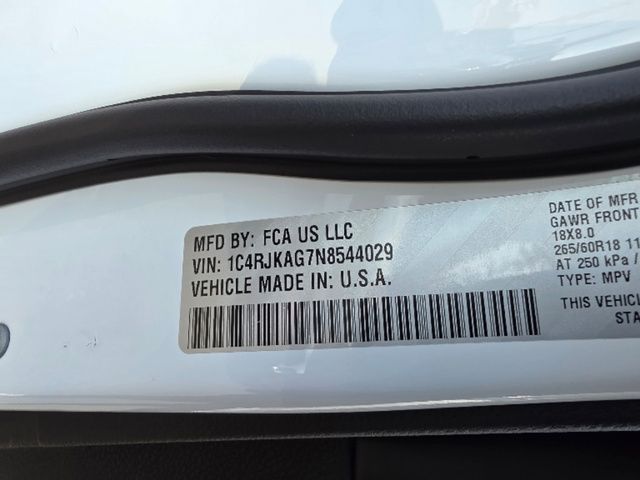 MFD BY: FCA US LLC
VIN: 1C4RJKAG7N8544029
VEHICLE MADE IN: U.S.A.
DATE OF MFR
GAWR FRONT
18X8.0
265/60R18 11
AT 250 kPa /
TYPE: MPV
THIS VEHICL
STA